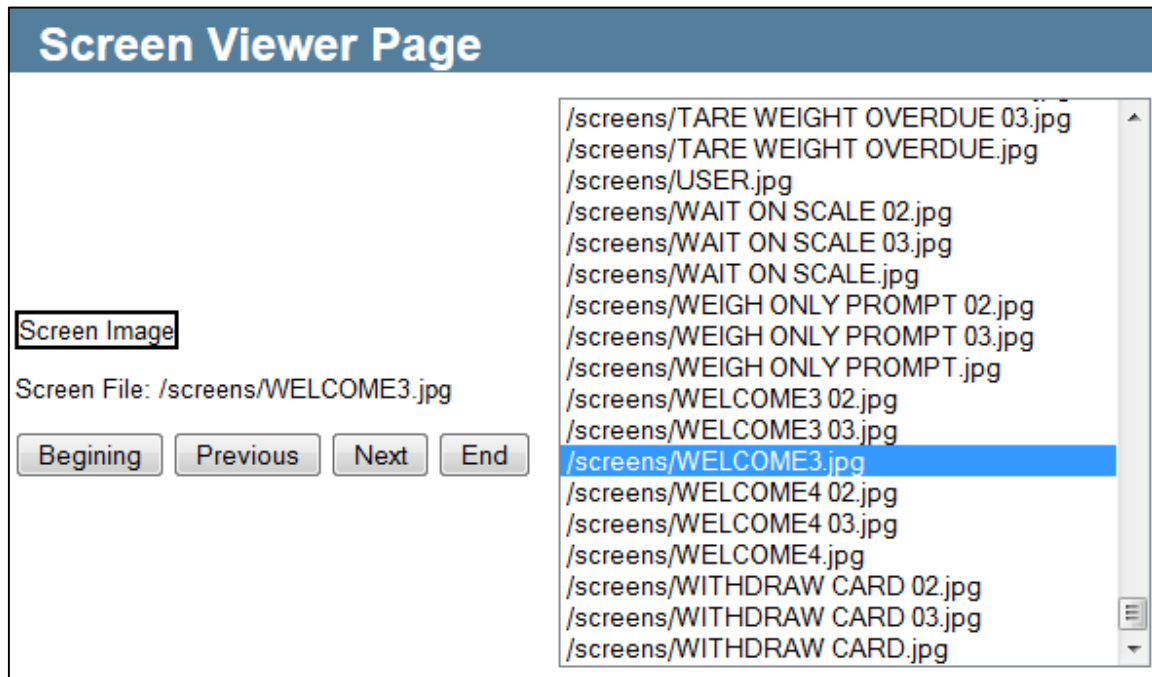 Screen Viewer Page
Screen Image
Screen File: /screens/WELCOME3.jpg
Begining
Previous
Next
End
/screens/TARE WEIGHT OVERDUE 03.jpg
/screens/TARE WEIGHT OVERDUE.jpg
/screens/USER.jpg
/screens/WAIT ON SCALE 02.jpg
/screens/WAIT ON SCALE 03.jpg
/screens/WAIT ON SCALE.jpg
/screens/WEIGH ONLY PROMPT 02.jpg
/screens/WEIGH ONLY PROMPT 03.jpg
/screens/WEIGH ONLY PROMPT.jpg
/screens/WELCOME3 02.jpg
/screens/WELCOME3 03.jpg
/screens/WELCOME3.jpg
/screens/WELCOME4 02.jpg
/screens/WELCOME4 03.jpg
/screens/WELCOME4.jpg
/screens/WITHDRAW CARD 02.jpg
/screens/WITHDRAW CARD 03.jpg
/screens/WITHDRAW CARD.jpg